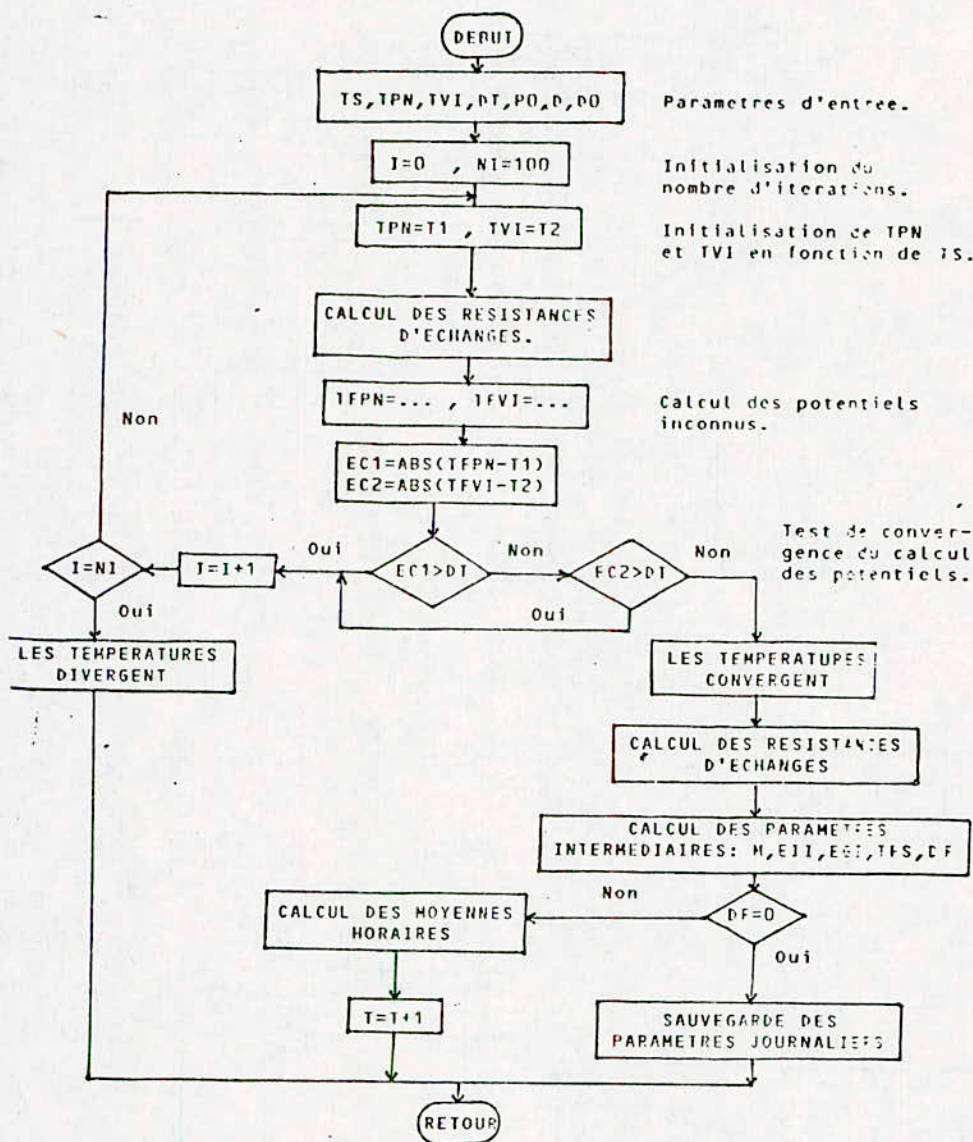 DEBUT
TS,TPN,TVI,DT,PO,D,DO
Parametres d'entree.
I=0 , NI=100
Initialisation du
nombre d'iterations.
TPN=T1 , TVI=T2
Initialisation de TPN
et TVI en fonction de TS.
CALCUL DES RESISTANCES
D'ECHANGES.
TFPN=... , TFVI=...
Calcul des potentiels
inconnus.
Non
EC1=ABS(TFPN-T1)
EC2=ABS(TFVI-T2)
Test de conver-
gence du calcul
des potentiels.
Oui
Non
Non
I=NI
I=I+1
EC1>DT
EC2>DT
Oui
Oui
LES TEMPERATURES
DIVERGENT
LES TEMPERATURES
CONVERGENT
CALCUL DES RESISTANCES
D'ECHANGES
CALCUL DES PARAMETRES
INTERMEDIAIRES: M,EII,EGI,TFS,DF
Non
CALCUL DES MOYENNES
HORAIRES
DF=0
Oui
T=T+1
SAUVEGARDE DES
PARAMETRES JOURNALIERS
RETOUR